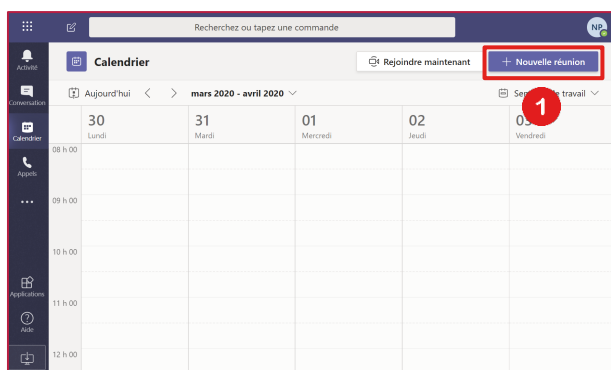 Recherchez ou tapez une commande
NP
Activité
Calendrier
Rejoindre maintenant
+ Nouvelle réunion
Conversation
Aujourd'hui < > mars 2020 - avril 2020
de travail
1
Calendrier
30
Lundi
31
Mardi
01
Mercredi
02
Jeudi
Vendredi
08 h 00
Appels
09 h 00
10 h 00
Applications
11 h 00
Aide
12 h 00